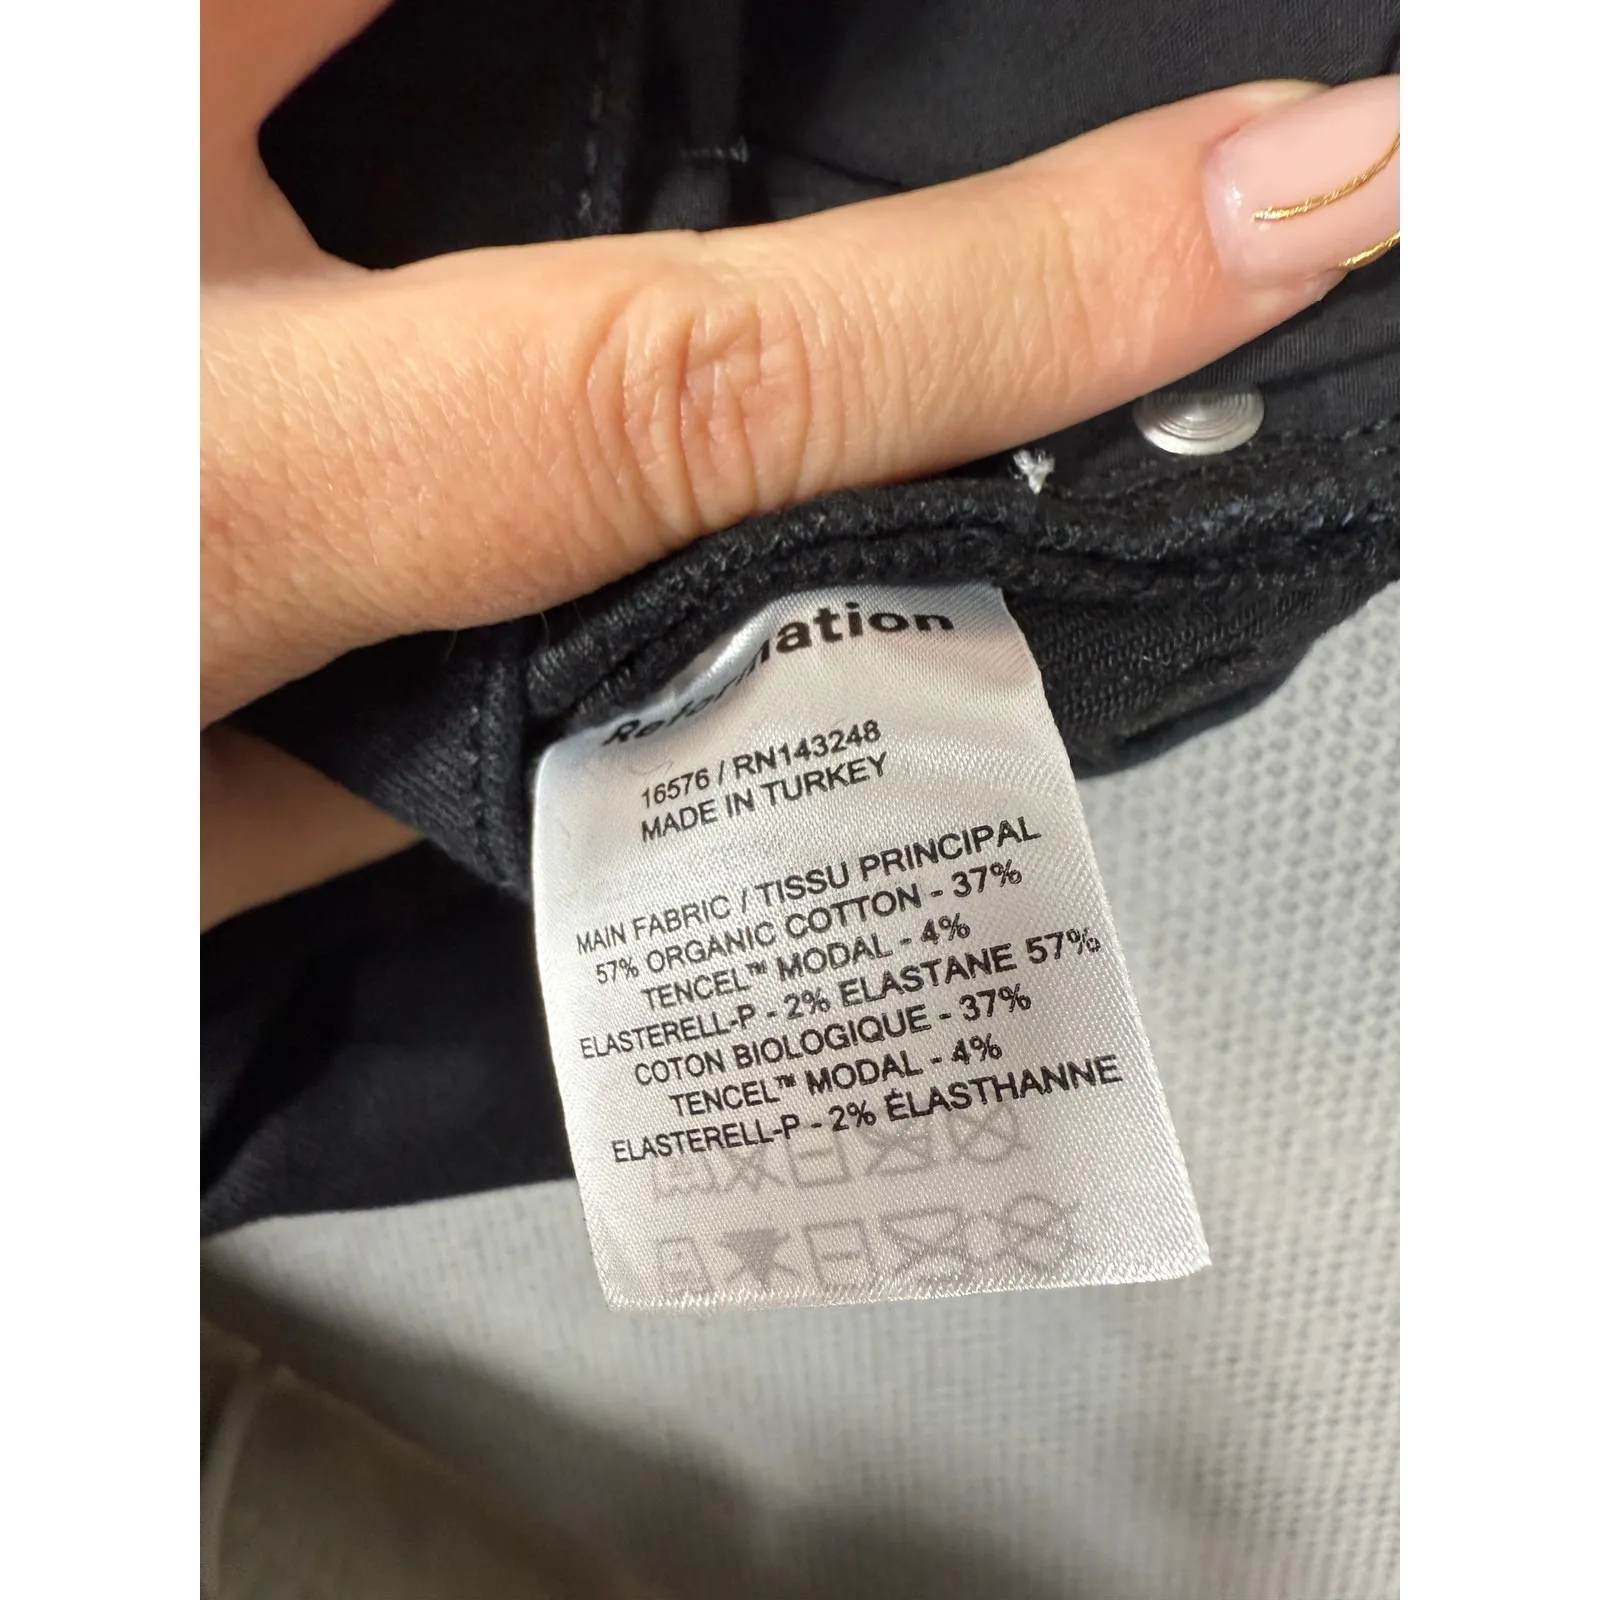 Reformation
16576 / RN143248
MADE IN TURKEY
MAIN FABRIC / TISSU PRINCIPAL
57% ORGANIC COTTON - 37%
TENCEL™ MODAL - 4%
ELASTERELL-P - 2% ELASTANE 57%
COTON BIOLOGIQUE - 37%
TENCEL™ MODAL - 4%
ELASTERELL-P - 2% ÉLASTHANNE